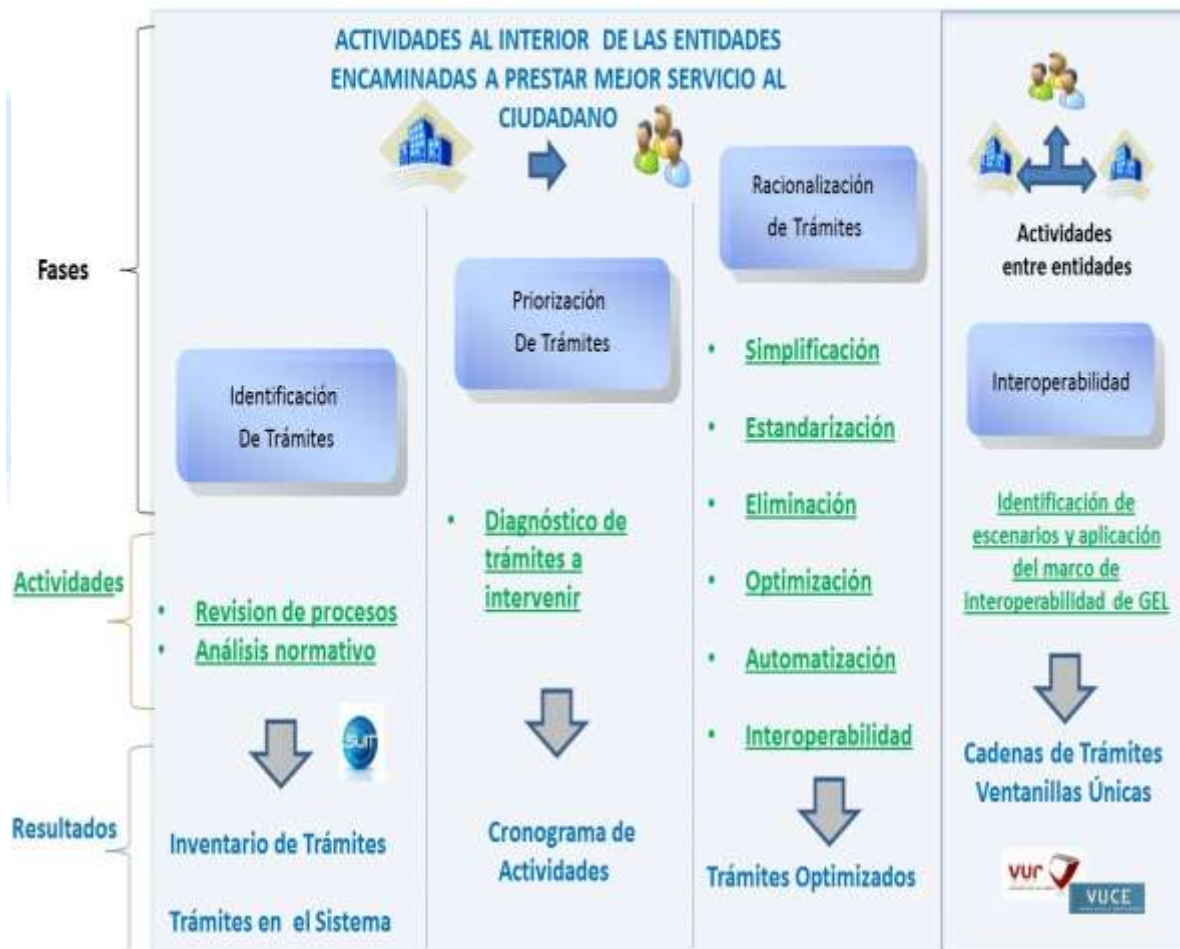 ACTIVIDADES AL INTERIOR DE LAS ENTIDADES
ENCAMINADAS A PRESTAR MEJOR SERVICIO AL
CIUDADANO
Fases
Identificación
De Trámites
Priorización
De Trámites
Racionalización
de Trámites
Actividades
entre entidades
Interoperabilidad
Actividades
• Revision de procesos
• Análisis normativo
• Diagnóstico de
trámites a
intervenir
• Simplificación
• Estandarización
• Eliminación
• Optimización
• Automatización
• Interoperabilidad
Identificación de
escenarios y aplicación
del marco de
Interoperabilidad de GEL
Resultados
suit
Inventario de Trámites
Trámites en el Sistema
Cronograma de
Actividades
Trámites Optimizados
Cadenas de Trámites
Ventanillas Únicas
vur
VUCE